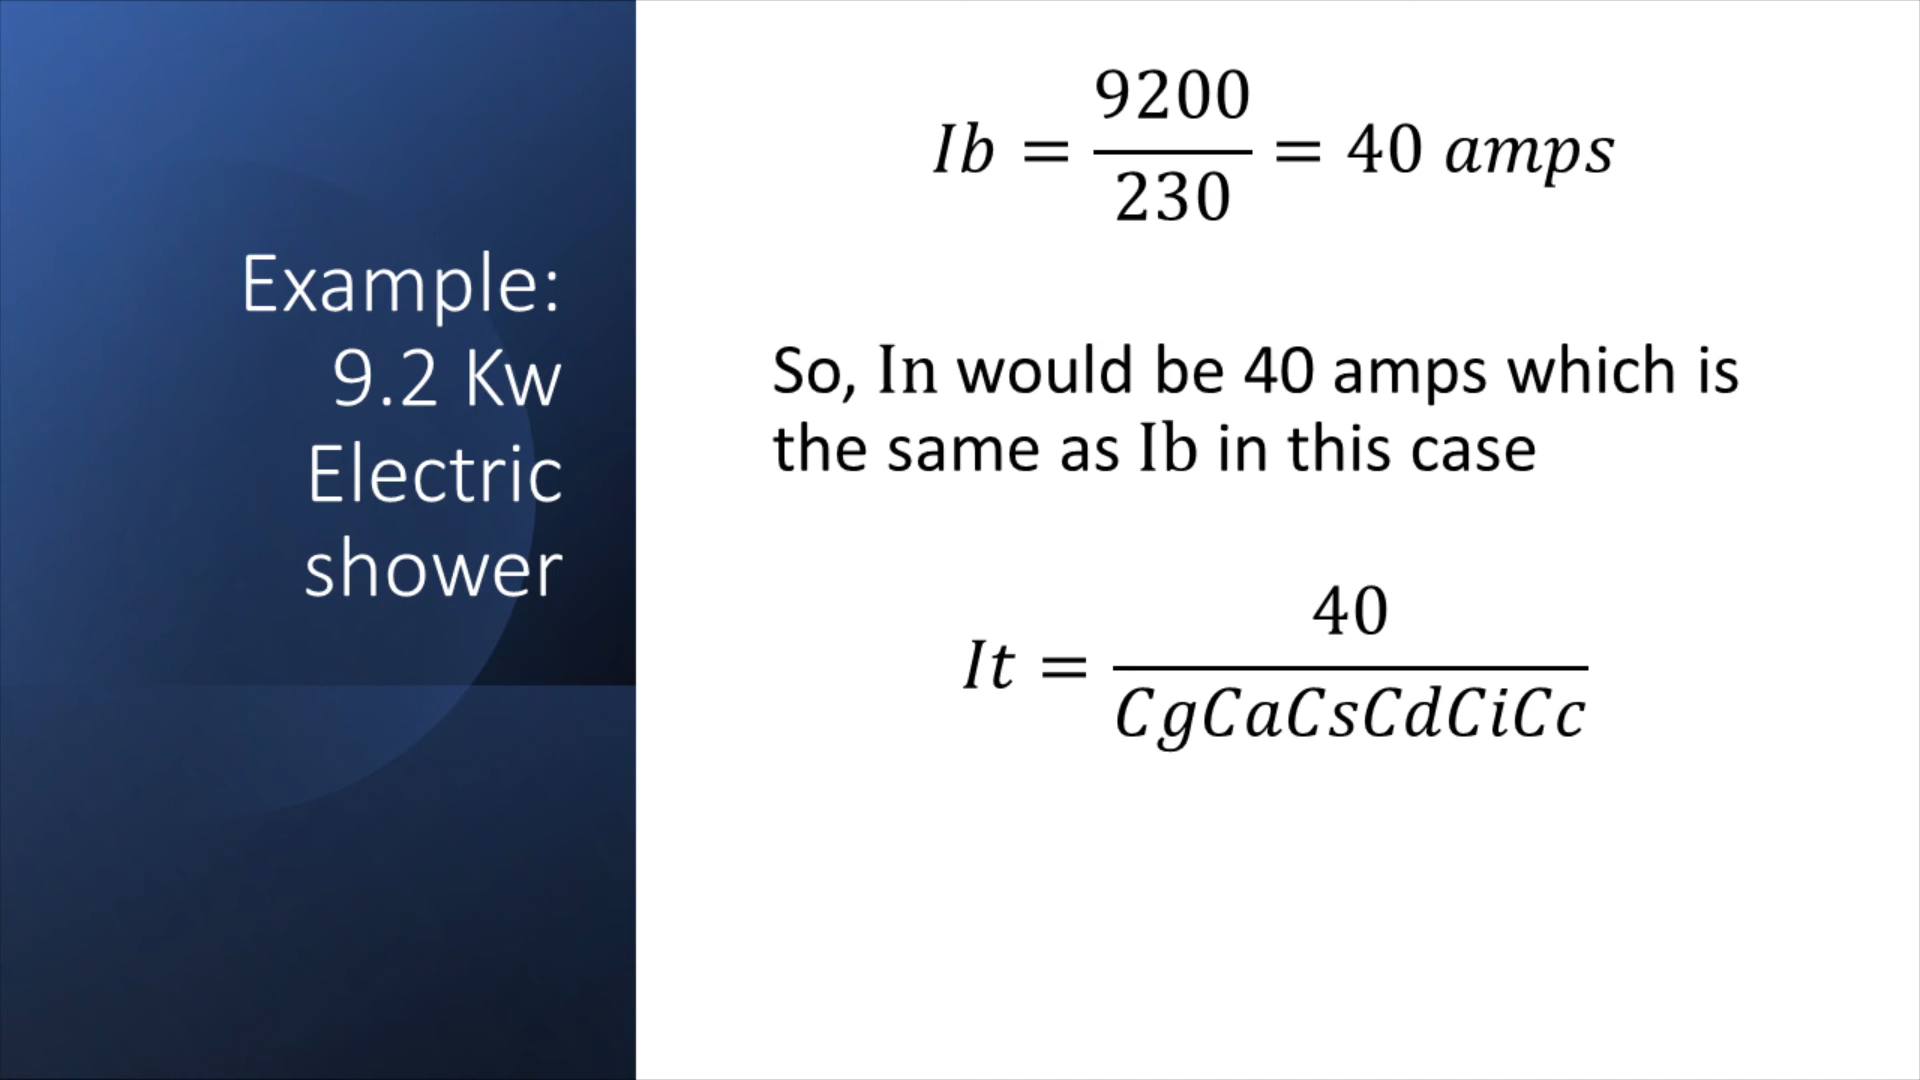 Example:
9.2 Kw
Electric
shower
Ib = 9200/230 = 40 amps
So, In would be 40 amps which is
the same as Ib in this case
It = 40/CgCaCsCdCiCc